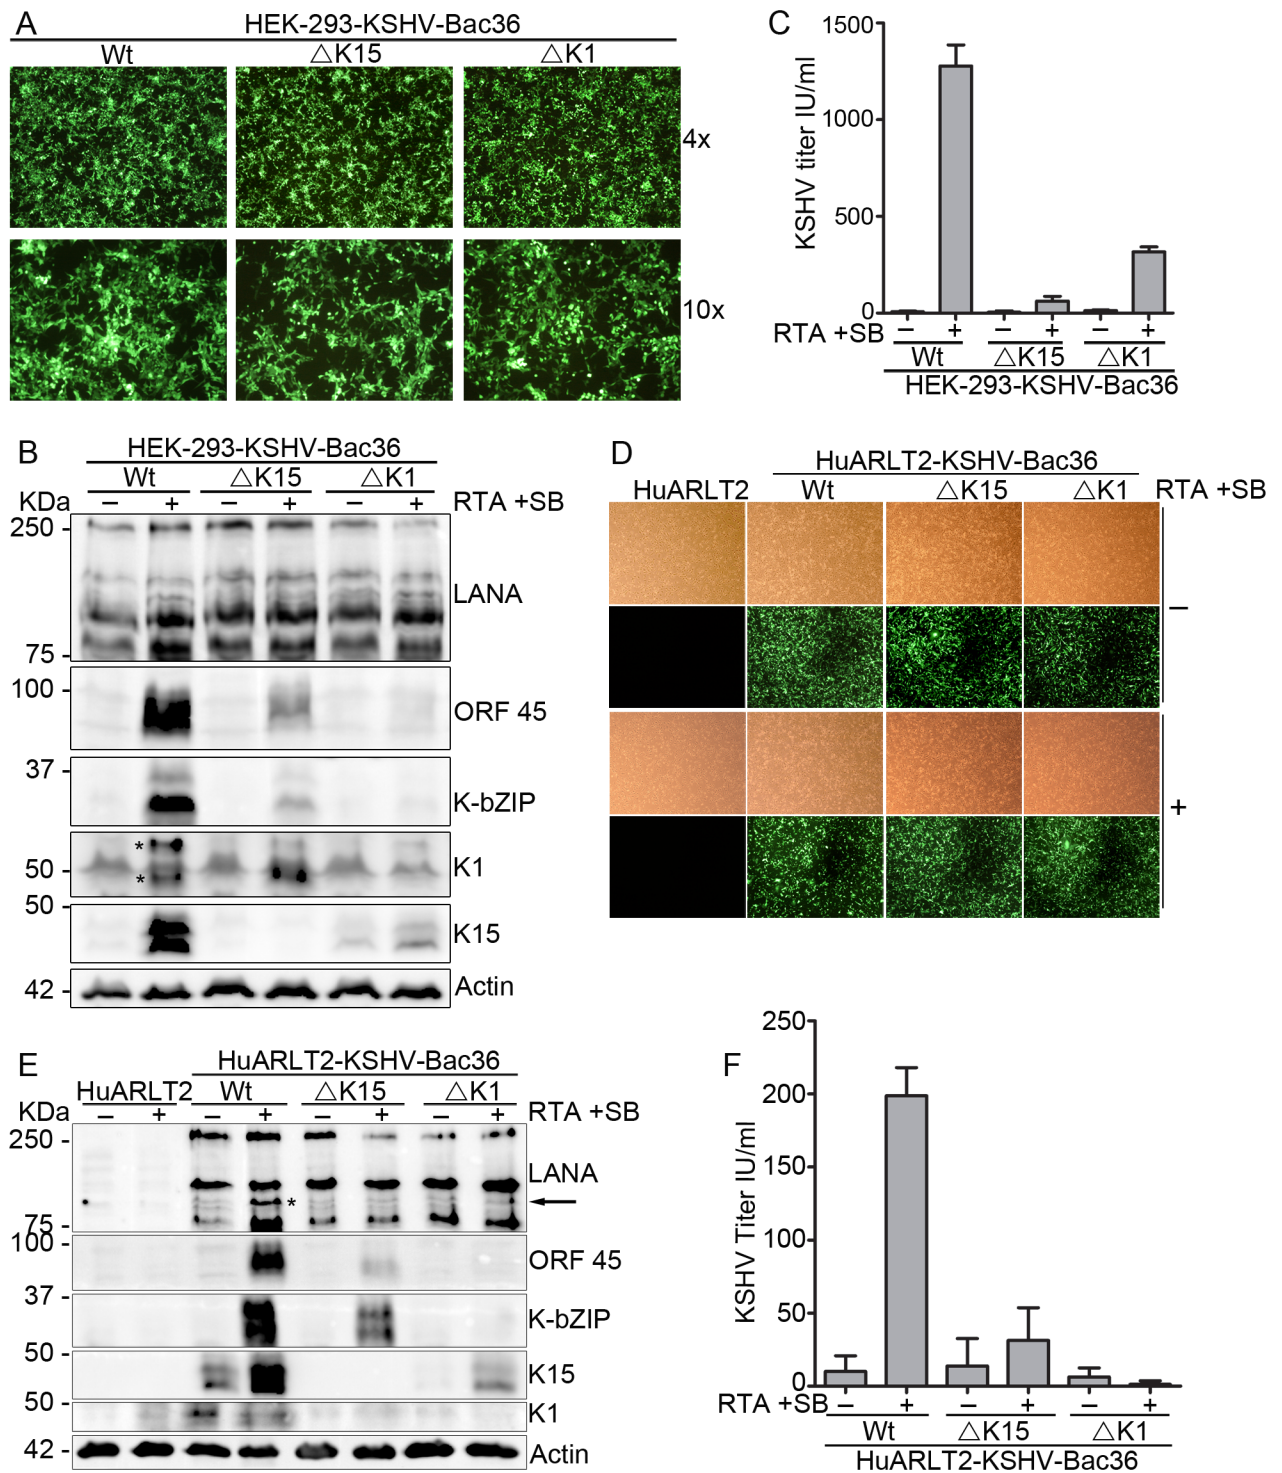 A
HEK-293-KSHV-Bac36
Wt △K15 △K1
4x
10x
B
HEK-293-KSHV-Bac36
Wt △K15 △K1
KDa – + – + – + RTA +SB
250
LANA
75
100
ORF 45
37
K-bZIP
*
* 50 K1
50
K15
42 Actin
C
1500
1000
500
0
KSHV titer IU/ml
RTA +SB – + – + – +
Wt △K15 △K1
HEK-293-KSHV-Bac36
D
HuARLT2-KSHV-Bac36
HuARLT2 Wt △K15 △K1 RTA +SB
–
+
E
HuARLT2-KSHV-Bac36
HuARLT2 Wt △K15 △K1
KDa – + – + – + – + RTA +SB
250
LANA
*
75
100
ORF 45
37
K-bZIP
50
50
K15
50
K1
42 Actin
F
250
200
150
100
50
0
KSHV Titer IU/ml
RTA +SB – + – + – +
Wt △K15 △K1
HuARLT2-KSHV-Bac36